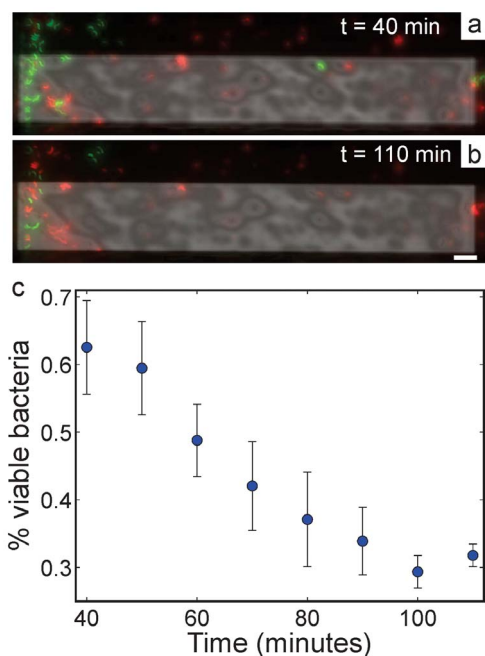 t = 40 min
a
t = 110 min
b
c
0.7
0.6
0.5
0.4
0.3
% viable bacteria
40
60
80
100
Time (minutes)